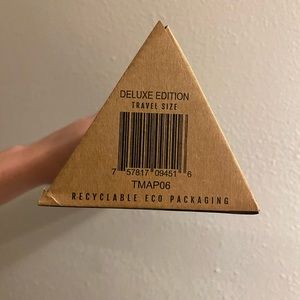 DELUXE EDITION
TRAVEL SIZE
7 57817 09451 6
TMAP06
RECYCLABLE ECO PACKAGING